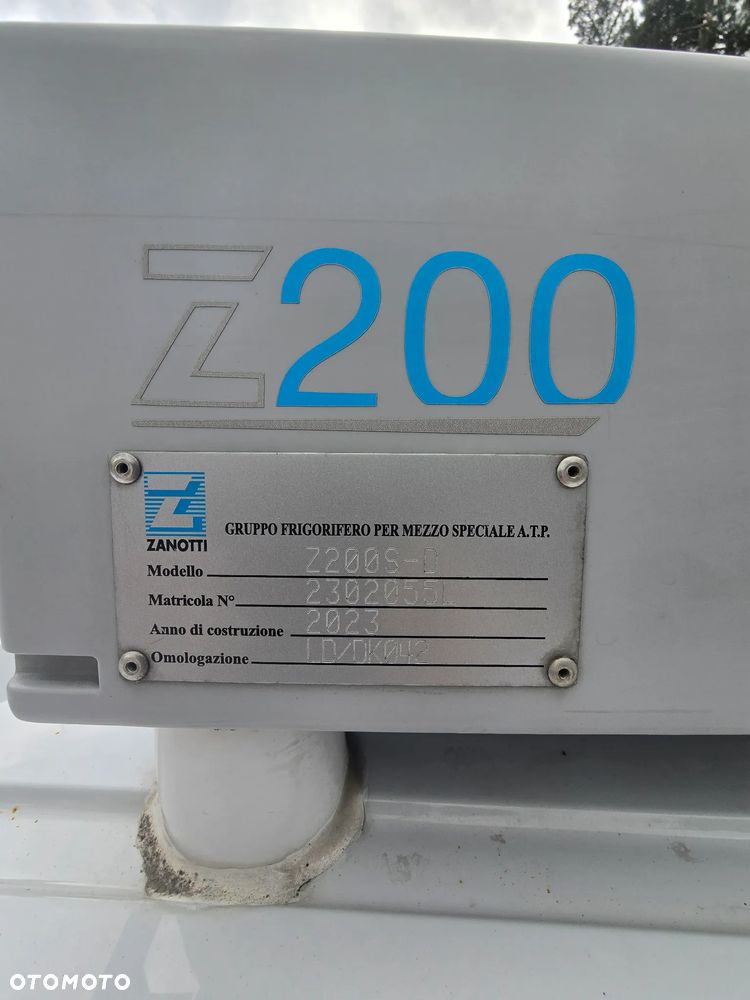 Z200
ZANOTTI
GRUPPO FRIGORIFERO PER MEZZO SPECIALE A.T.P.
Modello Z200S-D
Matricola N° 2302055L
Anno di costruzione 2023
Omologazione LD/DK042
OTOMOTO